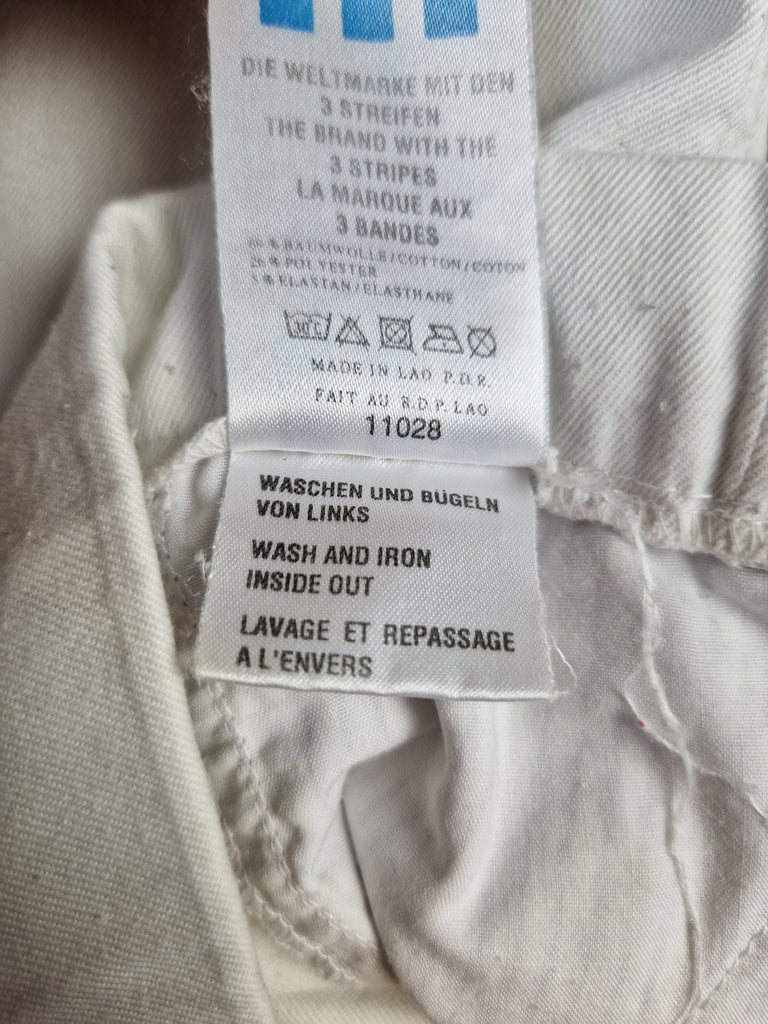 DIE WELTMARKE MIT DEN
3 STREIFEN
THE BRAND WITH THE
3 STRIPES
LA MARQUE AUX
3 BANDES
% BAUMWOLLE/COTTON/COTON
% POLYESTER
% ELASTAN/ELASTHANE
30
MADE IN LAO P.D.R.
FAIT AU R.D.P. LAO
11028
WASCHEN UND BÜGELN
VON LINKS
WASH AND IRON
INSIDE OUT
LAVAGE ET REPASSAGE
A L'ENVERS